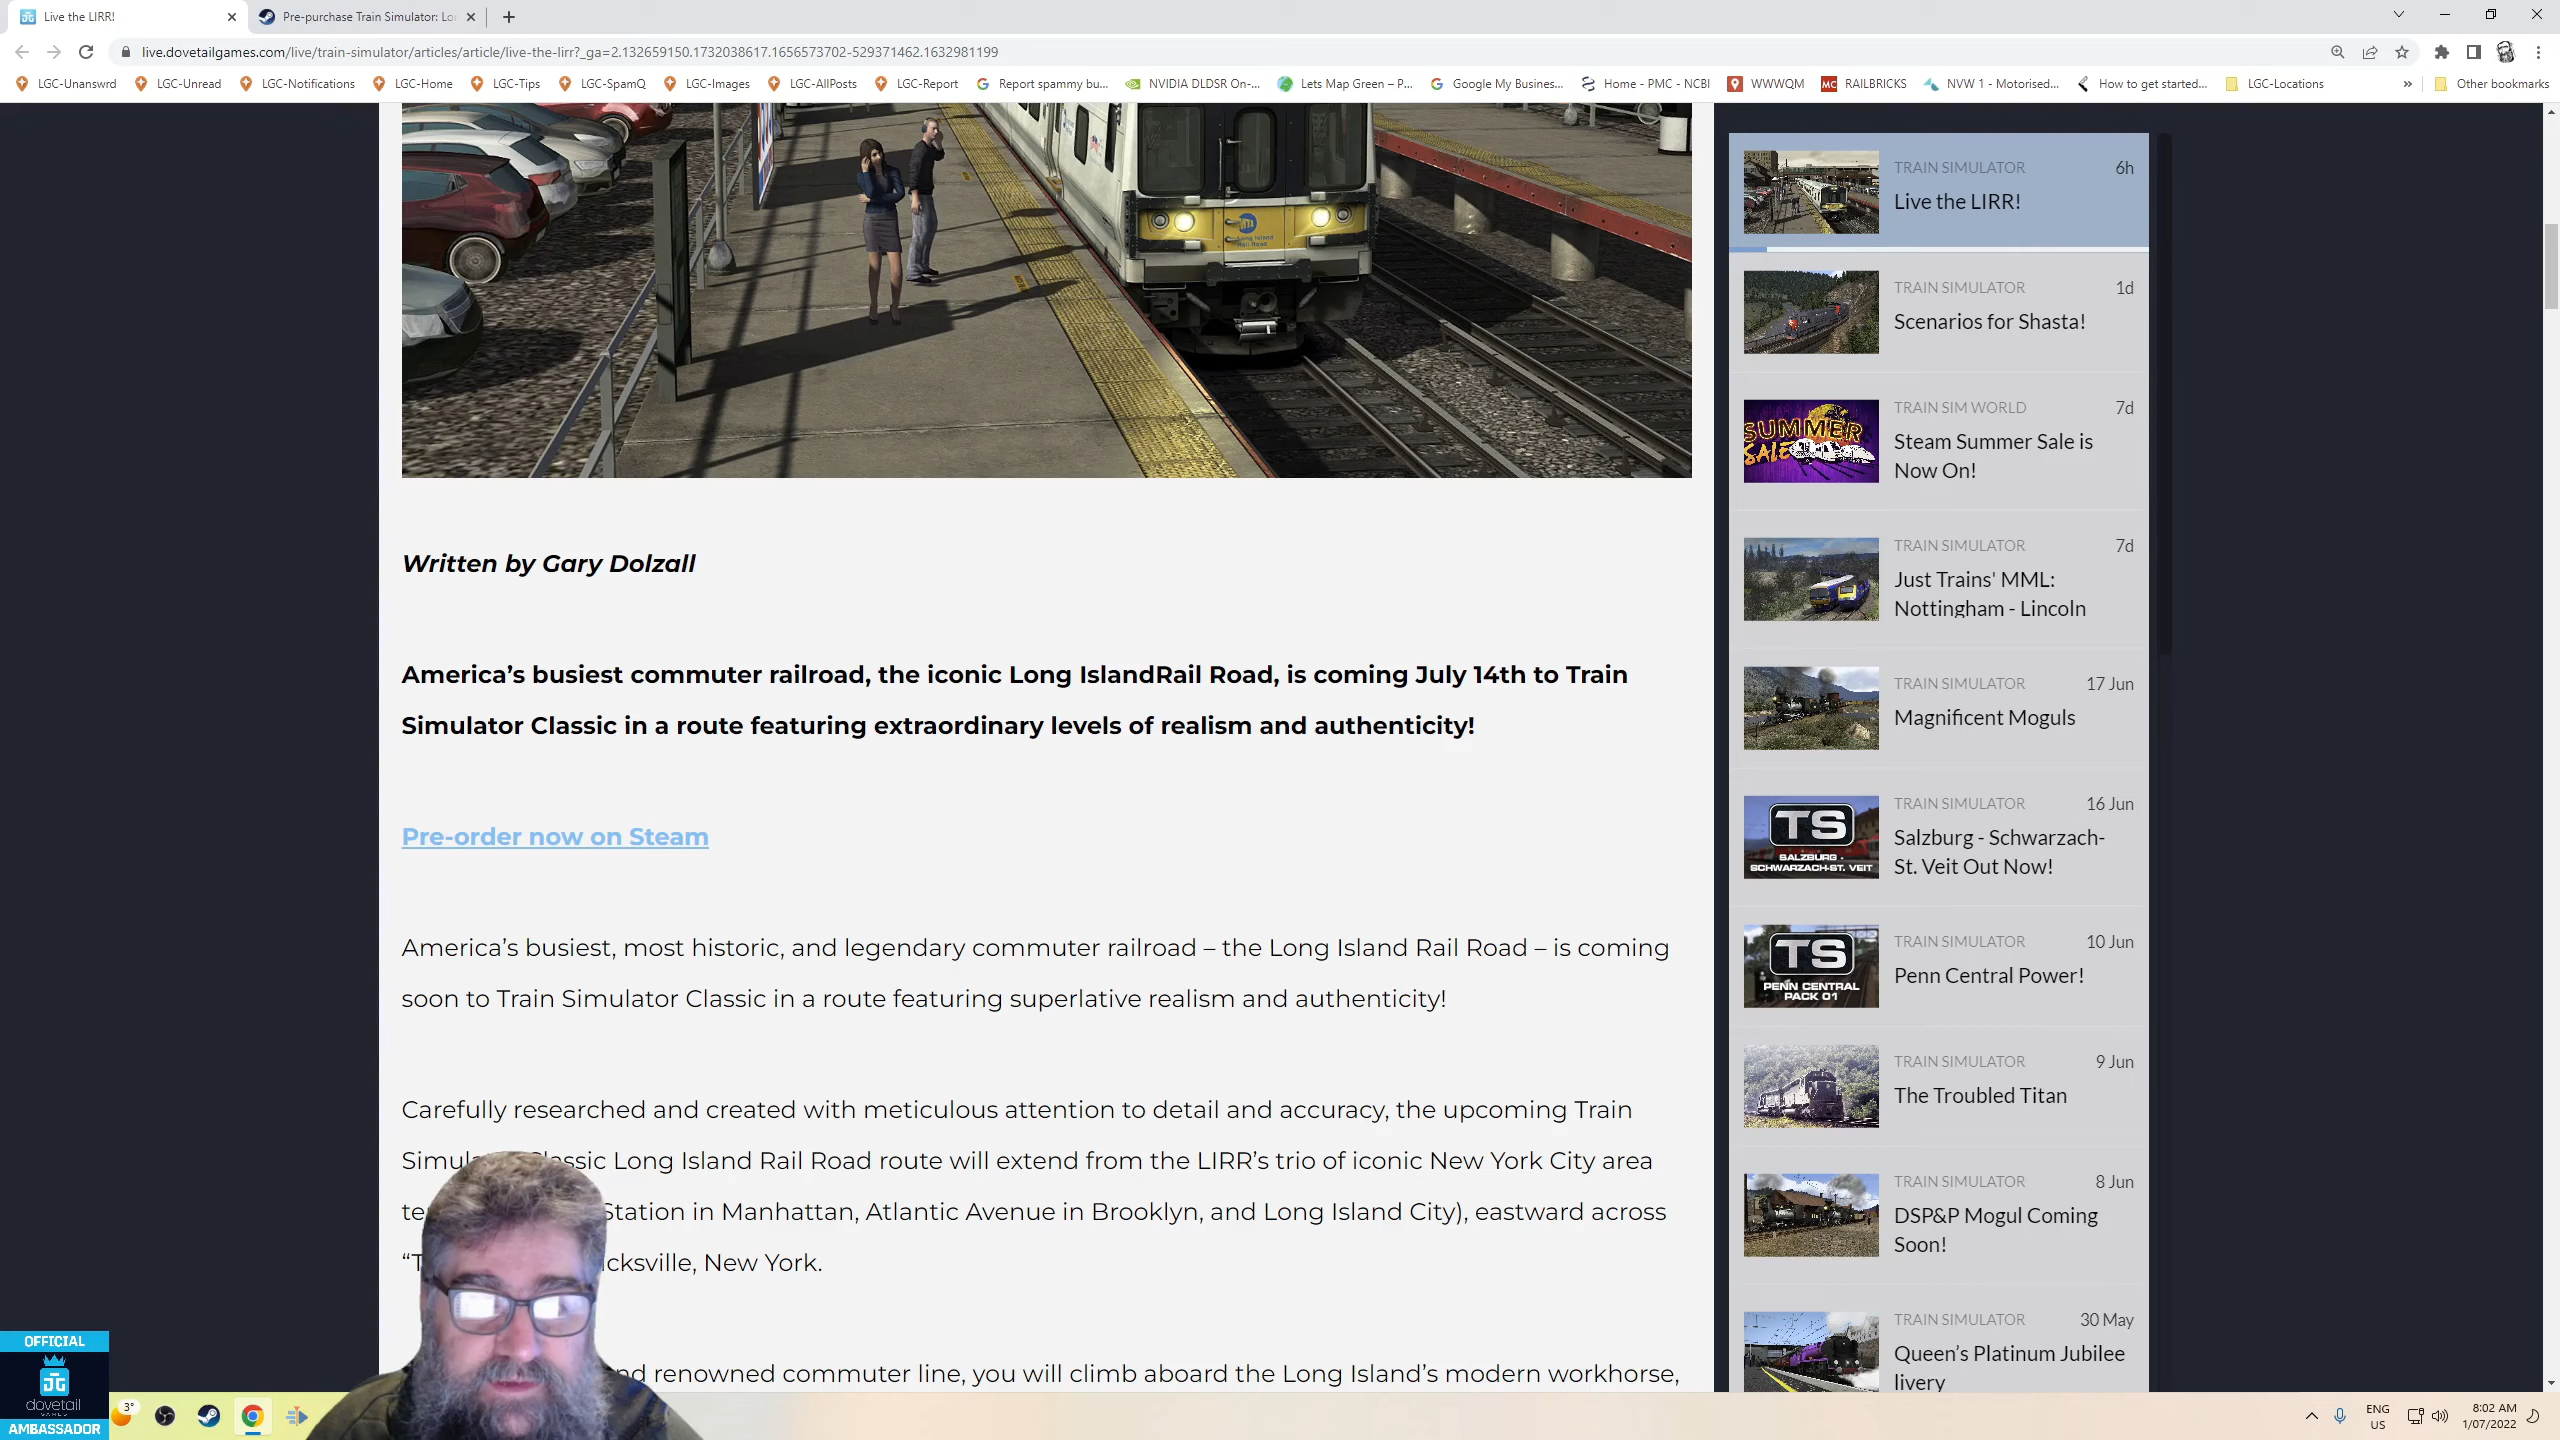 Live the LIRR!
Pre-purchase Train Simulator: Lo
live.dovetailgames.com/live/train-simulator/articles/article/live-the-lirr?_ga=2.132659150.1732038617.1656573702-529371462.1632981199
LGC-Unanswrd LGC-Unread LGC-Notifications LGC-Home LGC-Tips LGC-SpamQ LGC-Images LGC-AllPosts LGC-Report Report spammy bu... NVIDIA DLDSR On-... Lets Map Green – P... Google My Busines... Home - PMC - NCBI WWWQM MC RAILBRICKS NVW 1 - Motorised... How to get started... LGC-Locations » Other bookmarks
MTA
Long Island
Rail Road
Written by Gary Dolzall
America’s busiest commuter railroad, the iconic Long IslandRail Road, is coming July 14th to Train
Simulator Classic in a route featuring extraordinary levels of realism and authenticity!
Pre-order now on Steam
America’s busiest, most historic, and legendary commuter railroad – the Long Island Rail Road – is coming
soon to Train Simulator Classic in a route featuring superlative realism and authenticity!
Carefully researched and created with meticulous attention to detail and accuracy, the upcoming Train
Simul ssic Long Island Rail Road route will extend from the LIRR’s trio of iconic New York City area
te Station in Manhattan, Atlantic Avenue in Brooklyn, and Long Island City), eastward across
“T cksville, New York.
nd renowned commuter line, you will climb aboard the Long Island’s modern workhorse,
TRAIN SIMULATOR 6h
Live the LIRR!
TRAIN SIMULATOR 1d
Scenarios for Shasta!
SUMMER
SALE
TRAIN SIM WORLD 7d
Steam Summer Sale is
Now On!
TRAIN SIMULATOR 7d
Just Trains' MML:
Nottingham - Lincoln
TRAIN SIMULATOR 17 Jun
Magnificent Moguls
TS
SALZBURG -
SCHWARZACH-ST. VEIT
TRAIN SIMULATOR 16 Jun
Salzburg - Schwarzach-
St. Veit Out Now!
TS
PENN CENTRAL
PACK 01
TRAIN SIMULATOR 10 Jun
Penn Central Power!
TRAIN SIMULATOR 9 Jun
The Troubled Titan
TRAIN SIMULATOR 8 Jun
DSP&P Mogul Coming
Soon!
TRAIN SIMULATOR 30 May
Queen’s Platinum Jubilee
livery
OFFICIAL
dovetail
GAMES
AMBASSADOR
3°
ENG
US
8:02 AM
1/07/2022